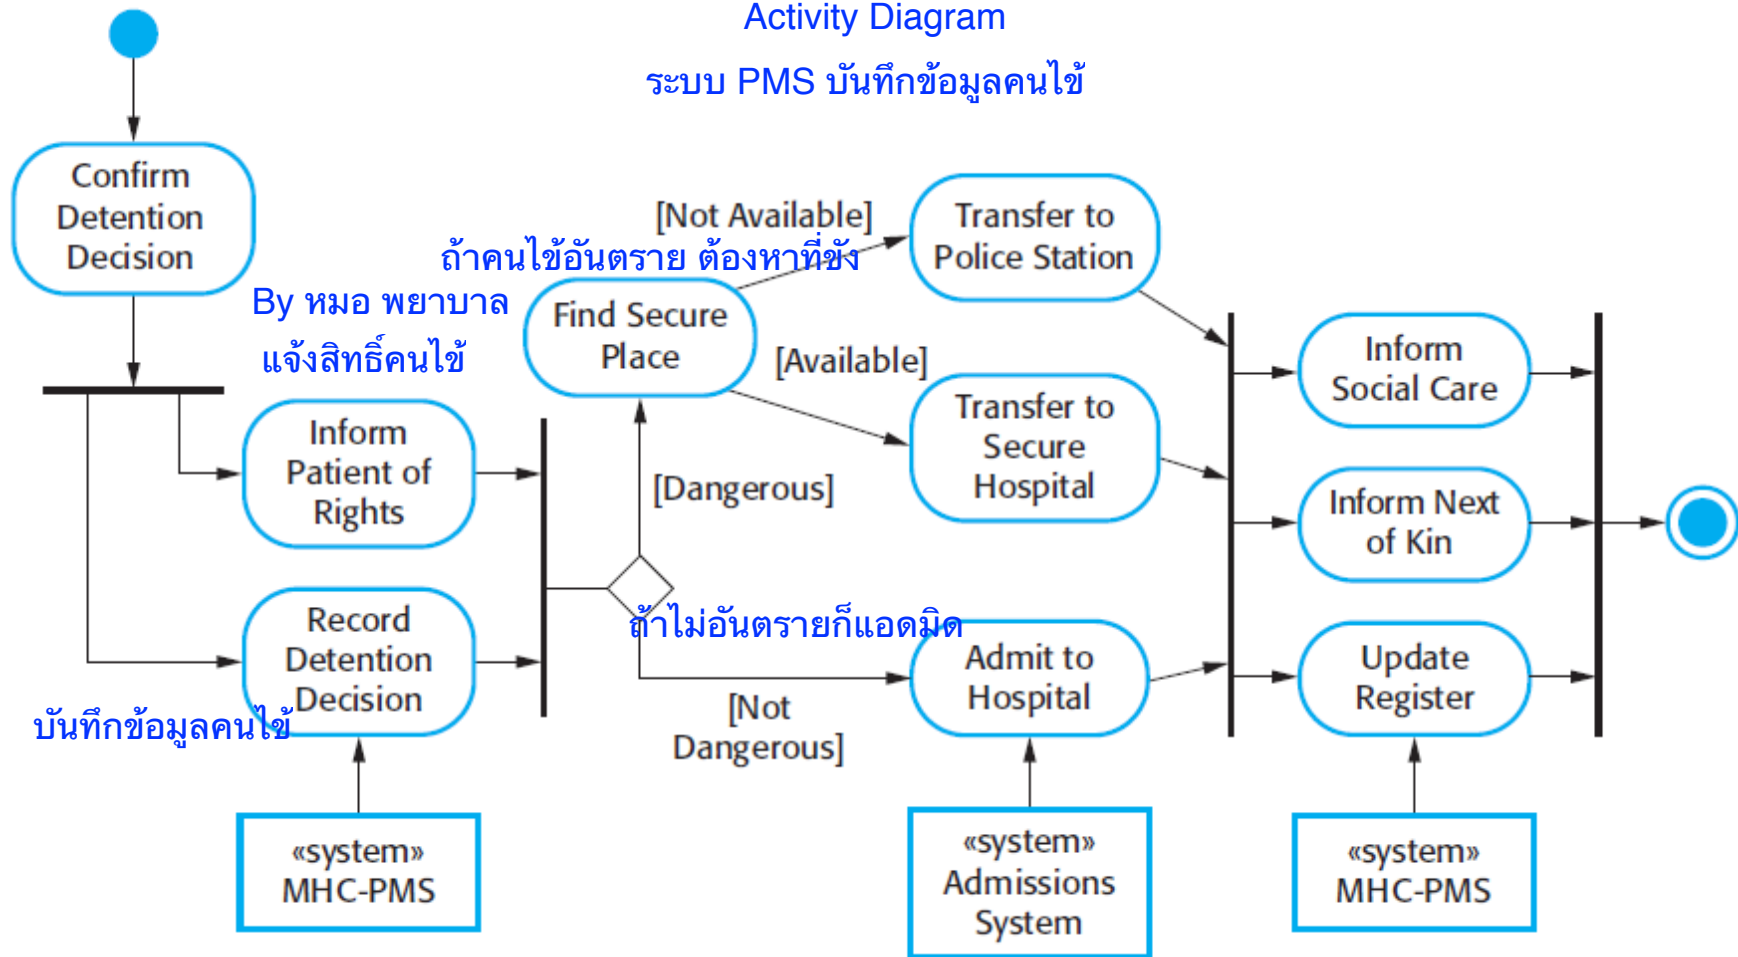 Activity Diagram
ระบบ PMS บันทึกข้อมูลคนไข้
Confirm
Detention
Decision
By หมอ พยาบาล
แจ้งสิทธิ์คนไข้
Inform
Patient of
Rights
Record
Detention
Decision
บันทึกข้อมูลคนไข้
«system»
MHC-PMS
[Not Available]
ถ้าคนไข้อันตราย ต้องหาที่ขัง
Find Secure
Place
[Available]
[Dangerous]
ถ้าไม่อันตรายก็แอดมิด
[Not
Dangerous]
Transfer to
Police Station
Transfer to
Secure
Hospital
Admit to
Hospital
«system»
Admissions
System
Inform
Social Care
Inform Next
of Kin
Update
Register
«system»
MHC-PMS